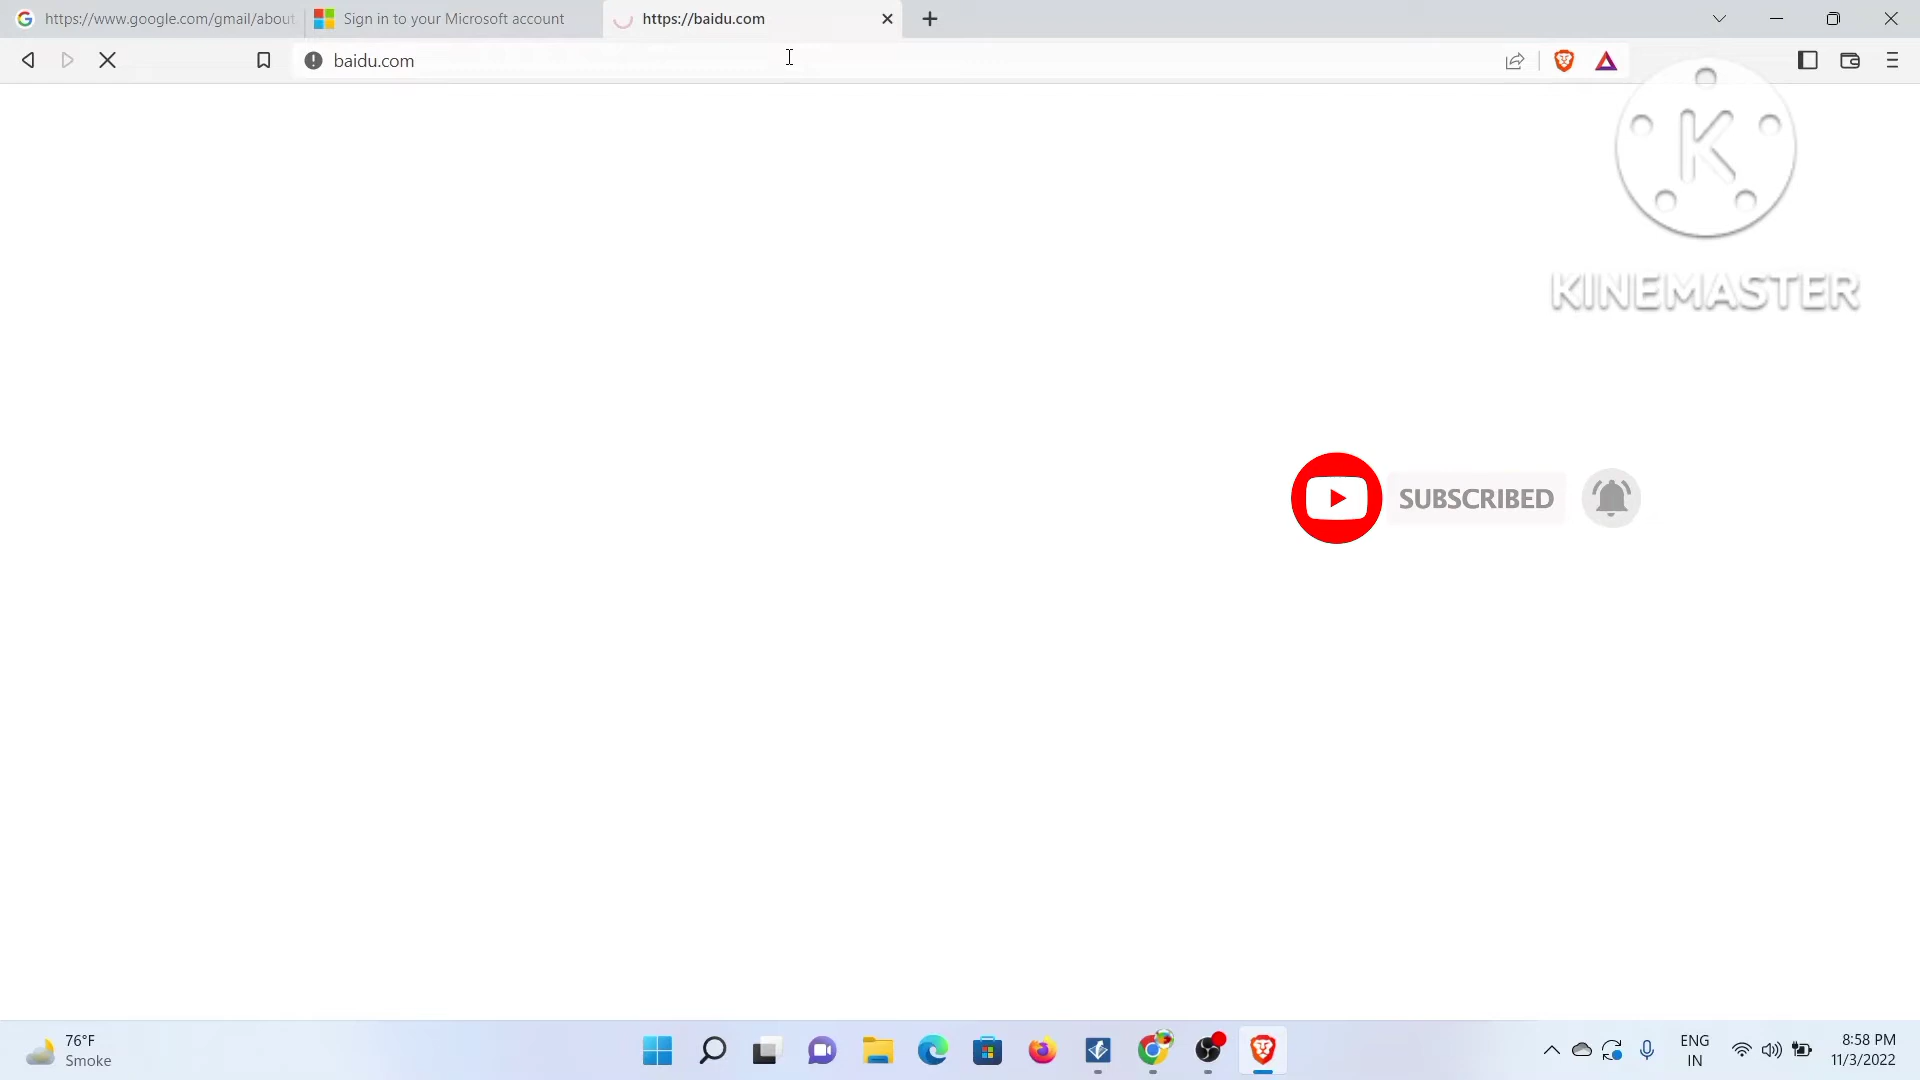 https://www.google.com/gmail/about
Sign in to your Microsoft account
https://baidu.com
baidu.com
K
KINEMASTER
SUBSCRIBED
76°F
Smoke
ENG
IN
8:58 PM
11/3/2022